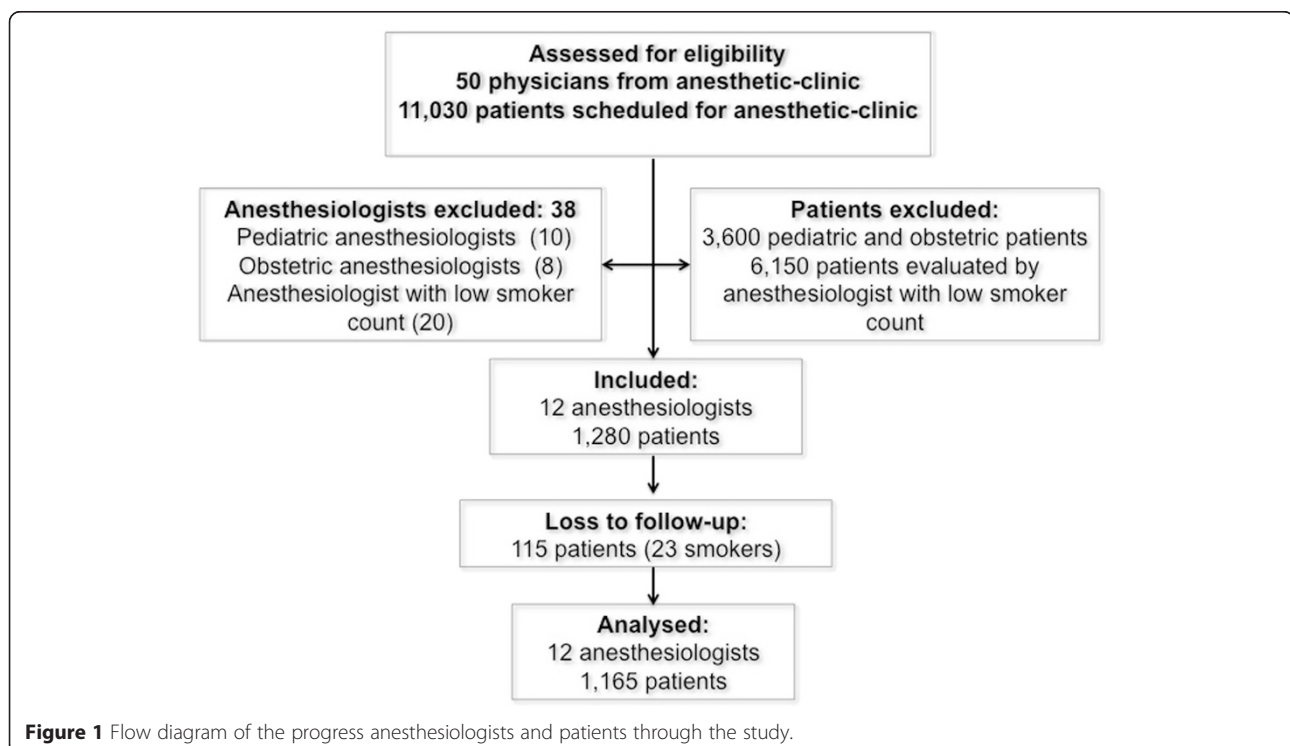 Assessed for eligibility
50 physicians from anesthetic-clinic
11,030 patients scheduled for anesthetic-clinic
Anesthesiologists excluded: 38
Pediatric anesthesiologists (10)
Obstetric anesthesiologists (8)
Anesthesiologist with low smoker
count (20)
Patients excluded:
3,600 pediatric and obstetric patients
6,150 patients evaluated by
anesthesiologist with low smoker
count
Included:
12 anesthesiologists
1,280 patients
Loss to follow-up:
115 patients (23 smokers)
Analysed:
12 anesthesiologists
1,165 patients
Figure 1 Flow diagram of the progress anesthesiologists and patients through the study.